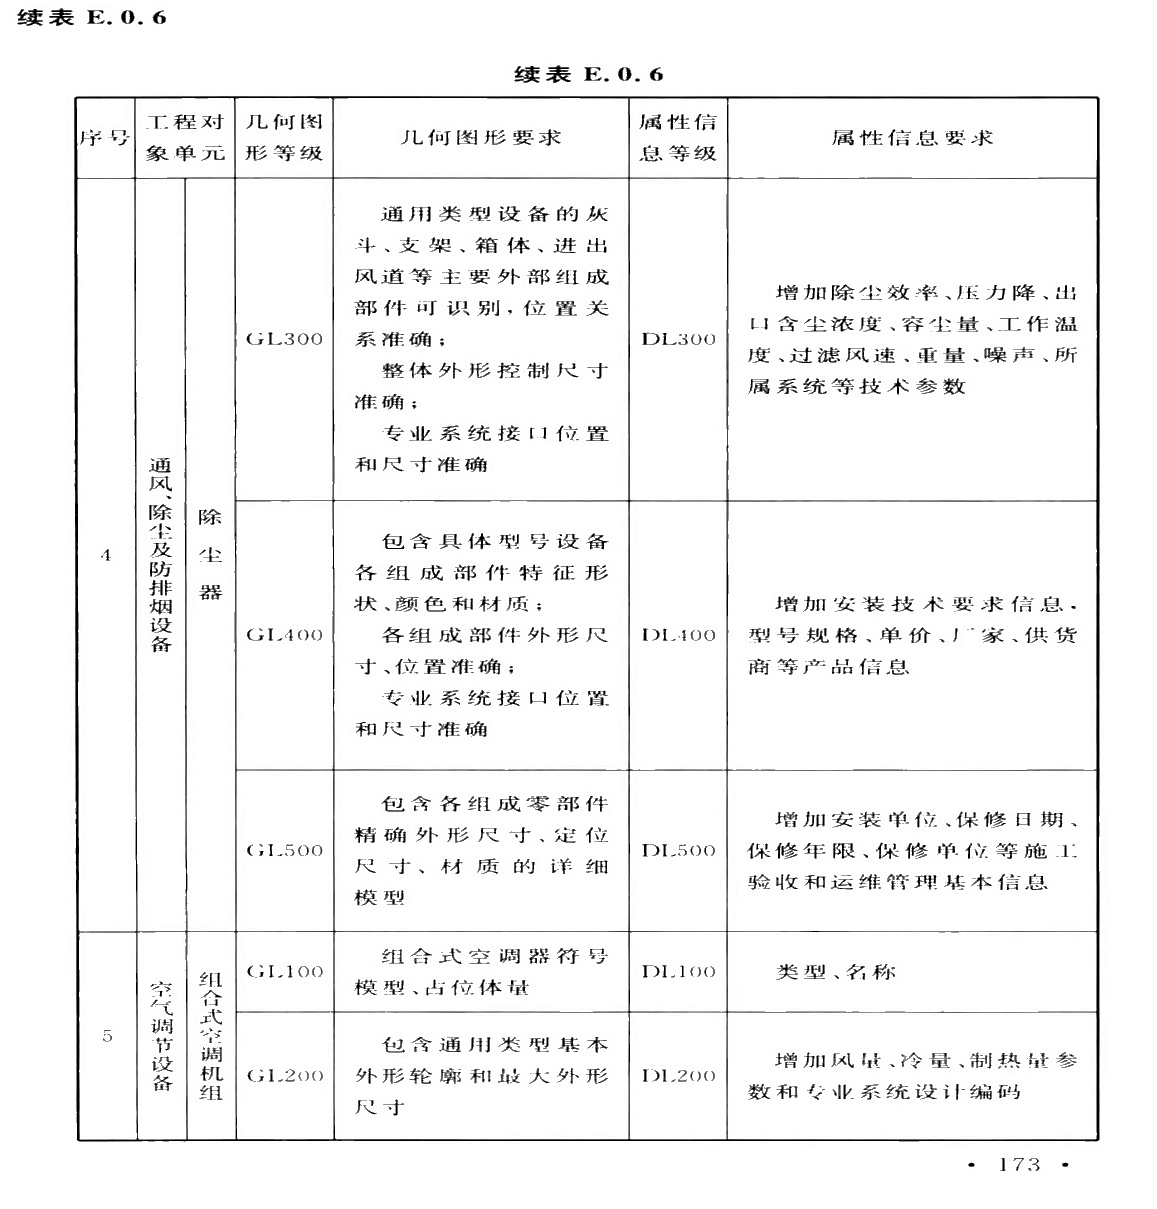 续表 E.0.6
续表 E.0.6
序号
工程对
象单元
几何图
形等级
几何图形要求
属性信
息等级
属性信息要求
4
通风、除尘及防排烟设备
除尘器
GL300
通用类型设备的灰
斗、支架、箱体、进出
风道等主要外部组成
部件可识别，位置关
系准确；
整体外形控制尺寸
准确；
专业系统接口位置
和尺寸准确
DL300
增加除尘效率、压力降、出
口含尘浓度、容尘量、工作温
度、过滤风速、重量、噪声、所
属系统等技术参数
GL400
包含具体型号设备
各组成部件特征形
状、颜色和材质；
各组成部件外形尺
寸、位置准确；
专业系统接口位置
和尺寸准确
DL400
增加安装技术要求信息，
型号规格、单价、厂家、供货
商等产品信息
GL500
包含各组成零部件
精确外形尺寸、定位
尺寸、材质的详细
模型
DL500
增加安装单位、保修日期、
保修年限、保修单位等施工
验收和运维管理基本信息
5
空气调节设备
组合式空调机组
GL100
组合式空调器符号
模型、占位体量
DL100
类型、名称
GL200
包含通用类型基本
外形轮廓和最大外形
尺寸
DL200
增加风量、冷量、制热量参
数和专业系统设计编码
• 173 •